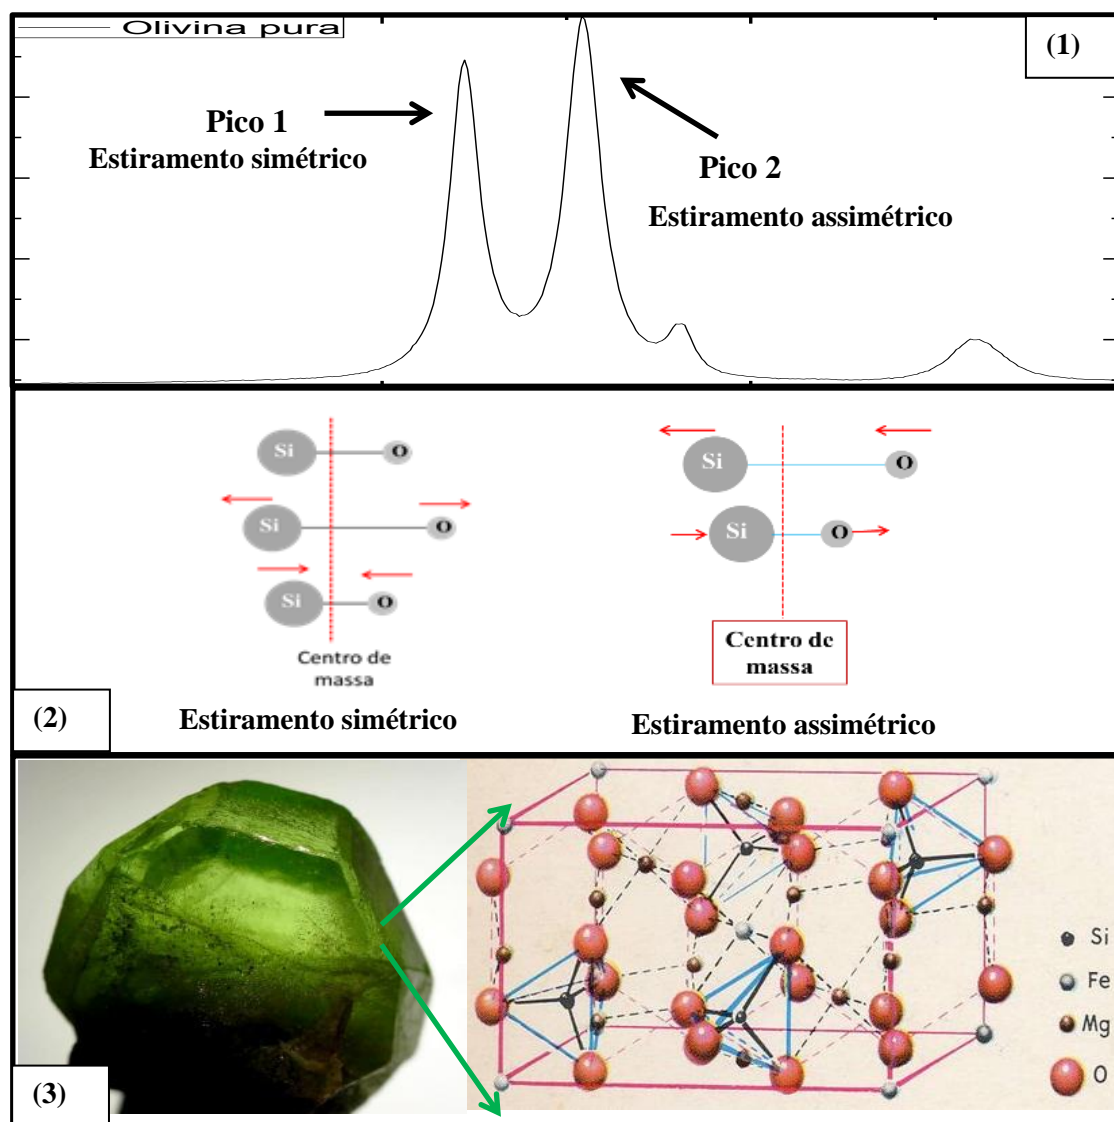 Olivina pura
(1)
Pico 1
Estiramento simétrico
Pico 2
Estiramento assimétrico
Si O
Si O
Si O
Centro de
massa
Si O
Si O
Centro de
massa
(2)
Estiramento simétrico
Estiramento assimétrico
Si
Fe
Mg
O
(3)